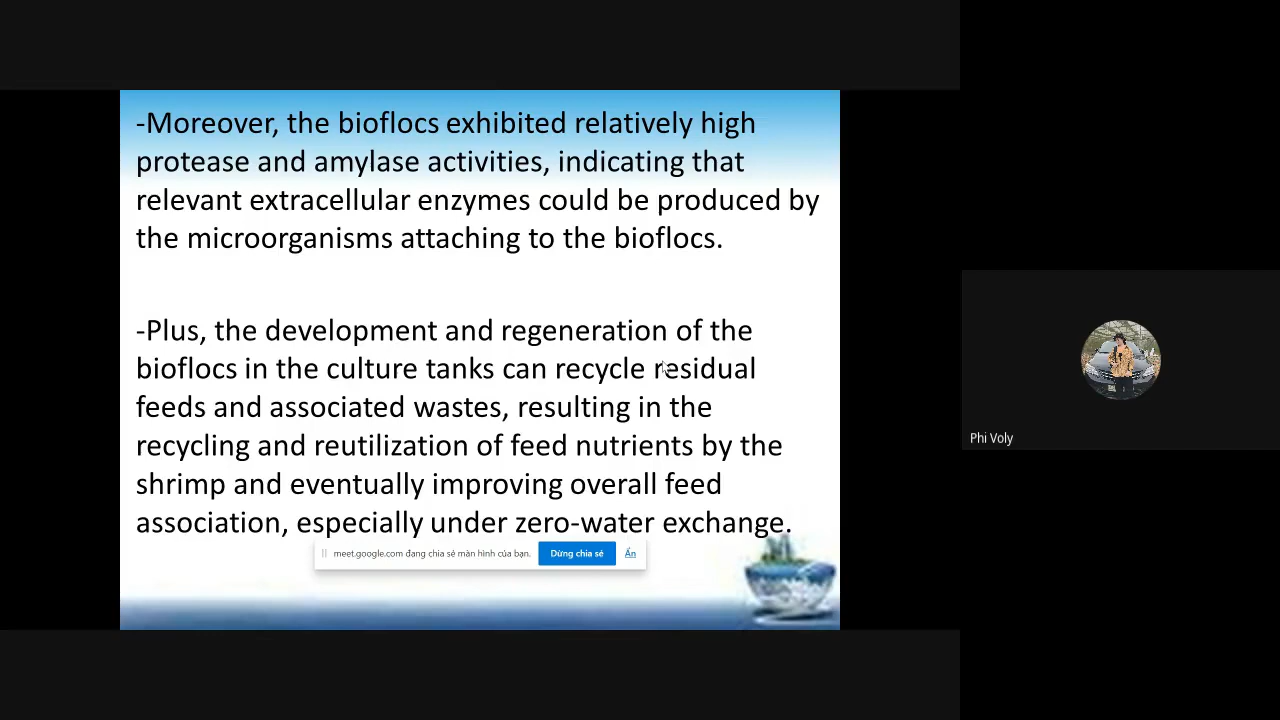 -Moreover, the bioflocs exhibited relatively high
protease and amylase activities, indicating that
relevant extracellular enzymes could be produced by
the microorganisms attaching to the bioflocs.
-Plus, the development and regeneration of the
bioflocs in the culture tanks can recycle residual
feeds and associated wastes, resulting in the
recycling and reutilization of feed nutrients by the
shrimp and eventually improving overall feed
association, especially under zero-water exchange.
meet.google.com đang chia sẻ màn hình của bạn.
Dừng chia sẻ
Ẩn
Phi Voly